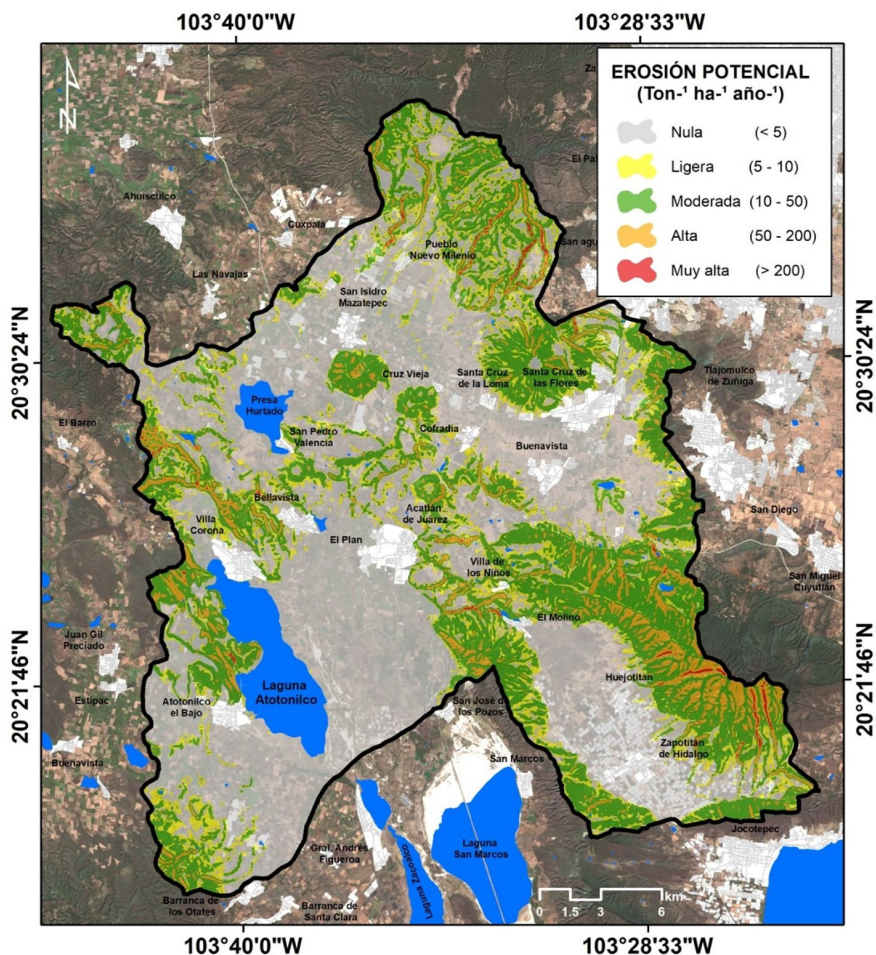 103°40'0"W
103°28'33"W
EROSIÓN POTENCIAL
(Ton-¹ ha-¹ año-¹)
Nula (< 5)
Ligera (5 - 10)
Moderada (10 - 50)
Alta (50 - 200)
Muy alta (> 200)
N
Za
El Pal
Ahuisculco
Cuxpala
San agu
Pueblo
Nuevo Milenio
Las Navajas
San Isidro
Mazatepec
20°30'24"N
20°30'24"N
Cruz Vieja
Santa Cruz
de la Loma
Santa Cruz de
las Flores
Tlajomulco
de Zuñiga
Presa
Hurtado
El Barro
San Pedro
Valencia
Cofradia
Buenavista
Bellavista
Acatlán
de Juárez
San Diego
Villa
Corona
El Plan
Villa de
los Niños
San Miguel
Cuyutlán
El Molino
Juan Gil
Preciado
20°21'46"N
20°21'46"N
Huejotitán
Laguna
Atotonilco
Estipac
Atotonilco
el Bajo
San José d
los Pozos
Zapotitán
de Hidalgo
Buenavista
San Marcos
Jocotepec
Gral. Andrés
Figueroa
Laguna
San Marcos
Laguna Zacoalco
Barranca de
los Otates
Barranca de
Santa Clara
km
0 1.5 3 6
103°40'0"W
103°28'33"W